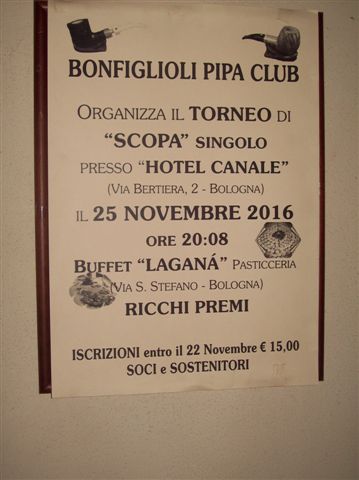 BONFIGLIOLI PIPA CLUB
ORGANIZZA IL TORNEO DI
“SCOPA” SINGOLO
PRESSO “HOTEL CANALE”
(VIA BERTIERA, 2 - BOLOGNA)
IL 25 NOVEMBRE 2016
ORE 20:08
BUFFET “LAGANÁ” PASTICCERIA
(VIA S. STEFANO - BOLOGNA)
RICCHI PREMI
ISCRIZIONI entro il 22 Novembre € 15,00
SOCI e SOSTENITORI